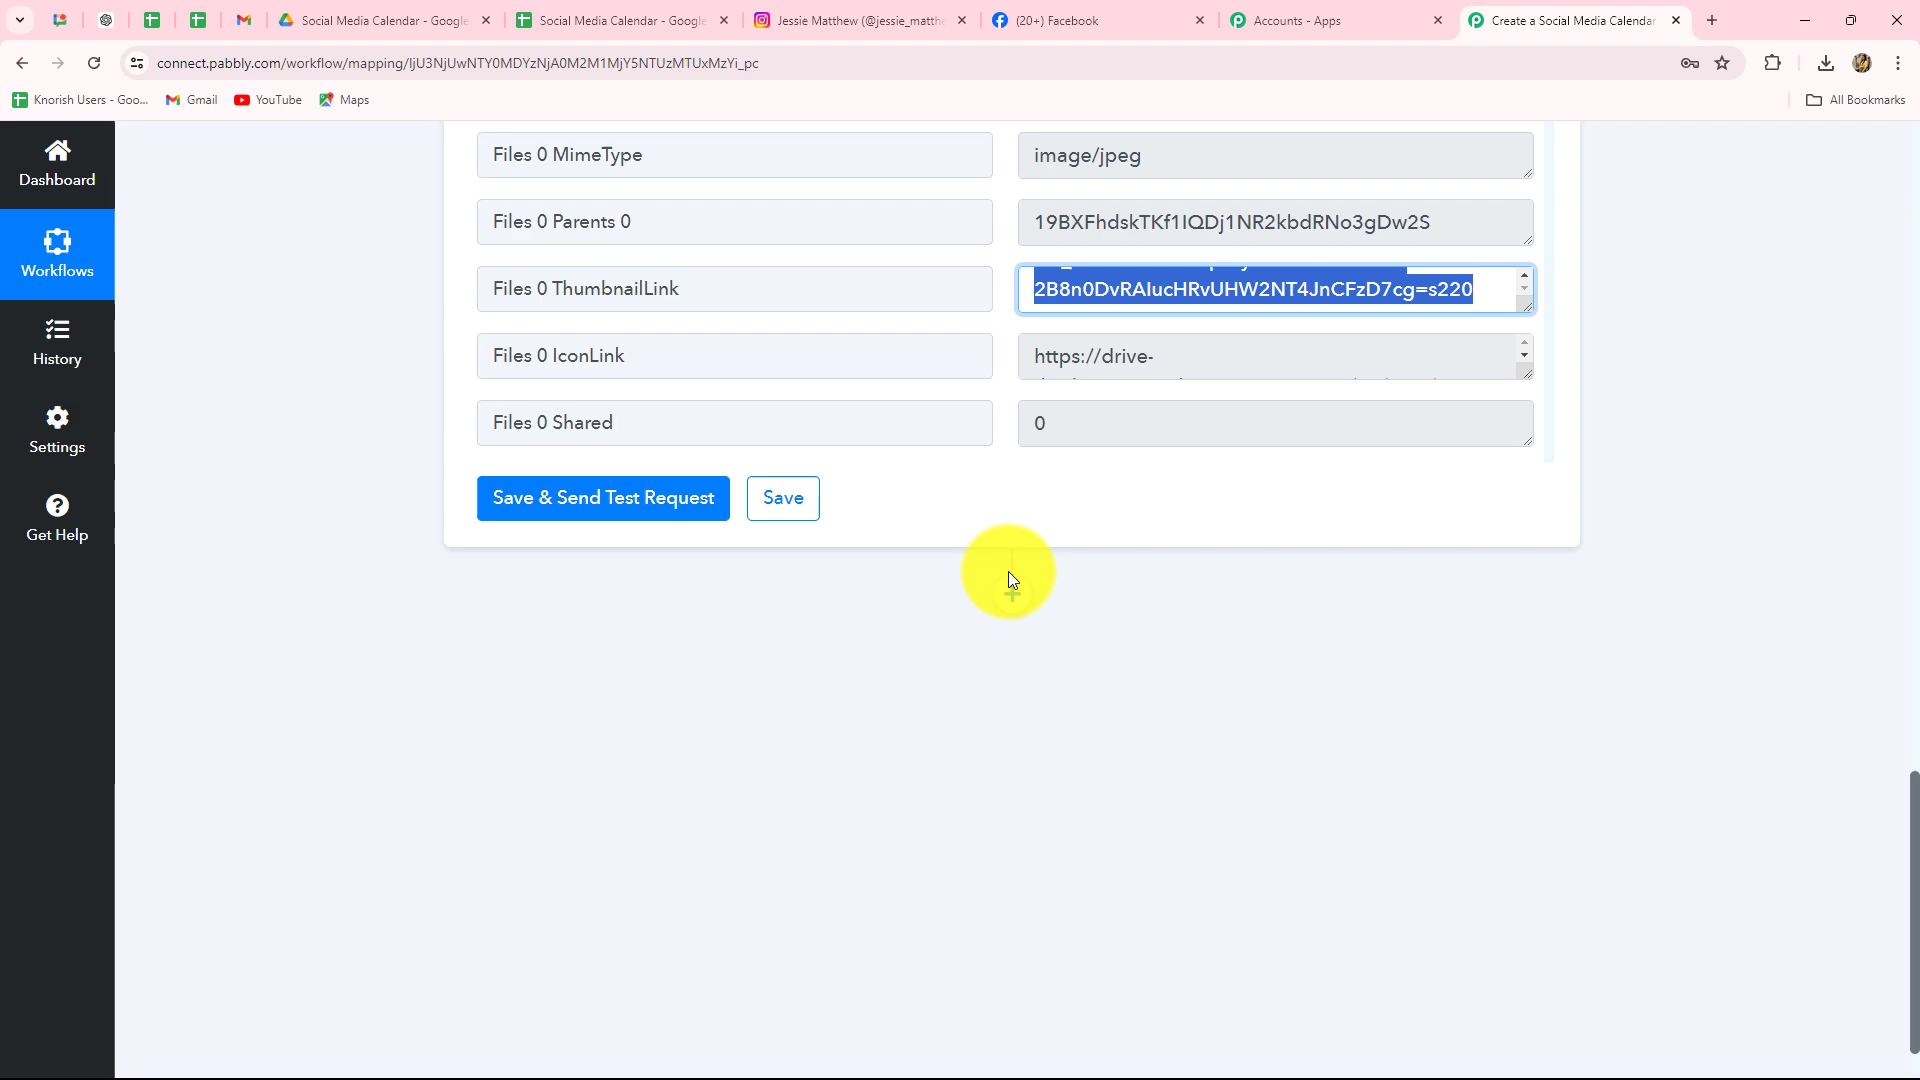 Social Media Calendar - Google
Social Media Calendar - Google
Jessie Matthew (@jessie_matthe
(20+) Facebook
Accounts - Apps
Create a Social Media Calendar
connect.pabbly.com/workflow/mapping/IjU3NjUwNTY0MDYzNjA0M2M1MjY5NTUzMTUxMzYi_pc
Knorish Users - Goo...
Gmail
YouTube
Maps
All Bookmarks
Dashboard
Workflows
History
Settings
Get Help
Files 0 MimeType
image/jpeg
Files 0 Parents 0
19BXFhdskTKf1IQDj1NR2kbdRNo3gDw2S
Files 0 ThumbnailLink
2B8n0DvRAIucHRvUHW2NT4JnCFzD7cg=s220
Files 0 IconLink
https://drive-
Files 0 Shared
0
Save & Send Test Request
Save